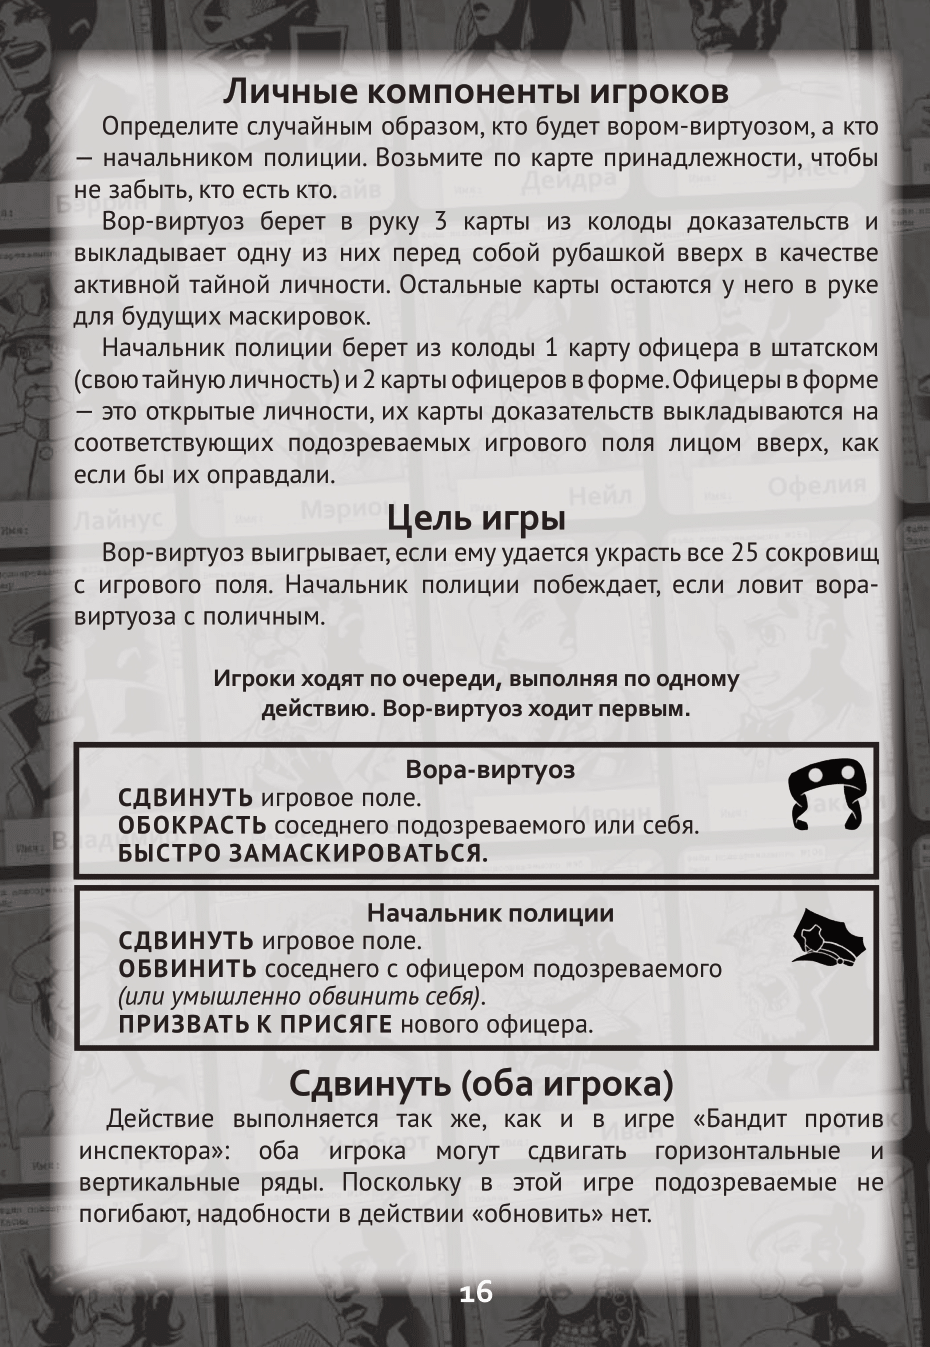 Личные компоненты игроков
Определите случайным образом, кто будет вором-виртуозом, а кто
— начальником полиции. Возьмите по карте принадлежности, чтобы
не забыть, кто есть кто.
Вор-виртуоз берет в руку 3 карты из колоды доказательств и
выкладывает одну из них перед собой рубашкой вверх в качестве
активной тайной личности. Остальные карты остаются у него в руке
для будущих маскировок.
Начальник полиции берет из колоды 1 карту офицера в штатском
(свою тайную личность) и 2 карты офицеров в форме. Офицеры в форме
— это открытые личности, их карты доказательств выкладываются на
соответствующих подозреваемых игрового поля лицом вверх, как
если бы их оправдали.
Цель игры
Вор-виртуоз выигрывает, если ему удается украсть все 25 сокровищ
с игрового поля. Начальник полиции побеждает, если ловит вора-
виртуоза с поличным.
Игроки ходят по очереди, выполняя по одному
действию. Вор-виртуоз ходит первым.
Вора-виртуоз
СДВИНУТЬ игровое поле.
ОБОКРАСТЬ соседнего подозреваемого или себя.
БЫСТРО ЗАМАСКИРОВАТЬСЯ.
Начальник полиции
СДВИНУТЬ игровое поле.
ОБВИНИТЬ соседнего с офицером подозреваемого
(или умышленно обвинить себя).
ПРИЗВАТЬ К ПРИСЯГЕ нового офицера.
Сдвинуть (оба игрока)
Действие выполняется так же, как и в игре «Бандит против
инспектора»: оба игрока могут сдвигать горизонтальные и
вертикальные ряды. Поскольку в этой игре подозреваемые не
погибают, надобности в действии «обновить» нет.
16